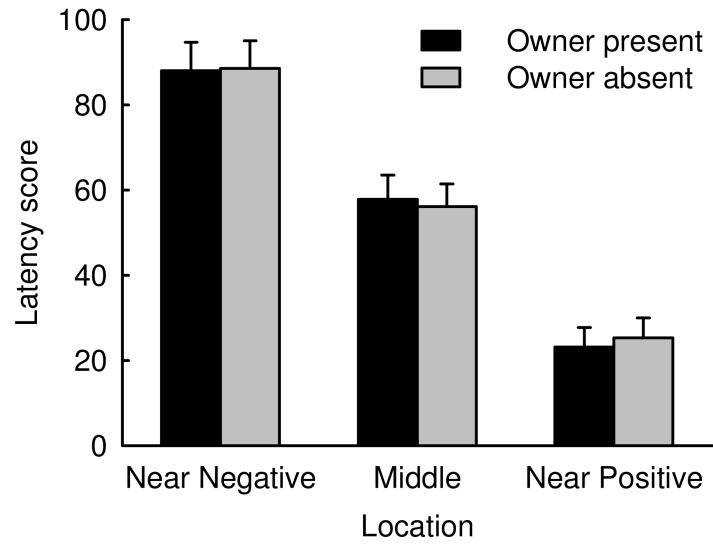 100
80
60
40
20
0
Latency score
Owner present
Owner absent
Near Negative Middle Near Positive
Location